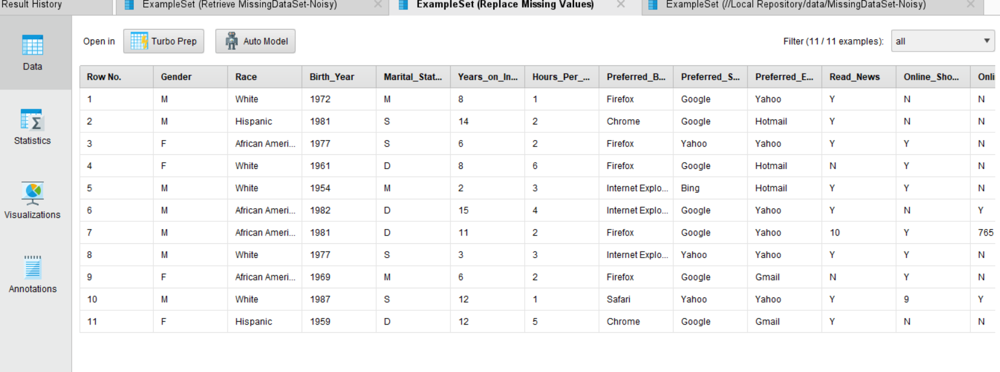 Result History ExampleSet (Retrieve MissingDataSet-Noisy) ExampleSet (Replace Missing Values) ExampleSet (//Local Repository/data/MissingDataSet-Noisy)
Open in Turbo Prep Auto Model Filter (11 / 11 examples): all
Data
Statistics
Visualizations
Annotations
Row No. Gender Race Birth_Year Marital_Stat... Years_on_In... Hours_Per_... Preferred_B... Preferred_S... Preferred_E... Read_News Online_Sho... Onli
1 M White 1972 M 8 1 Firefox Google Yahoo Y N N
2 M Hispanic 1981 S 14 2 Chrome Google Hotmail Y N N
3 F African Ameri... 1977 S 6 2 Firefox Yahoo Yahoo Y Y N
4 F White 1961 D 8 6 Firefox Google Hotmail N Y N
5 M White 1954 M 2 3 Internet Explo... Bing Hotmail Y Y N
6 M African Ameri... 1982 D 15 4 Internet Explo... Google Yahoo Y N Y
7 M African Ameri... 1981 D 11 2 Firefox Google Yahoo 10 Y 765
8 M White 1977 S 3 3 Internet Explo... Yahoo Yahoo Y Y N
9 F African Ameri... 1969 M 6 2 Firefox Google Gmail N Y N
10 M White 1987 S 12 1 Safari Yahoo Yahoo Y 9 Y
11 F Hispanic 1959 D 12 5 Chrome Google Gmail Y N N